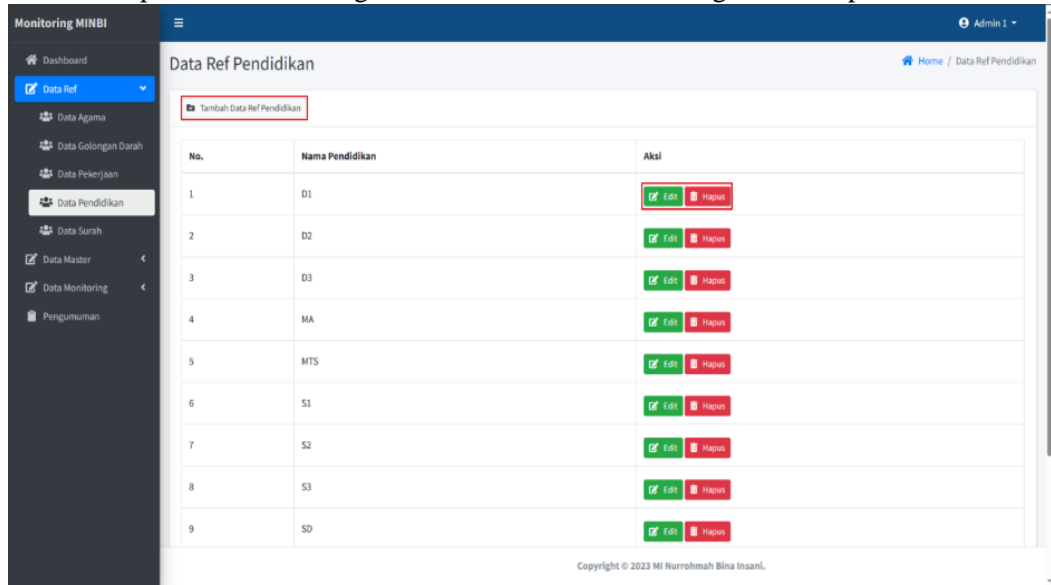 Monitoring MINBI
Admin 1
Dashboard
Data Ref
Data Agama
Data Golongan Darah
Data Pekerjaan
Data Pendidikan
Data Surah
Data Master
Data Monitoring
Pengumuman
Data Ref Pendidikan
Home / Data Ref Pendidikan
Tambah Data Ref Pendidikan
No. Nama Pendidikan Aksi
1 D1 Edit Hapus
2 D2 Edit Hapus
3 D3 Edit Hapus
4 MA Edit Hapus
5 MTS Edit Hapus
6 S1 Edit Hapus
7 S2 Edit Hapus
8 S3 Edit Hapus
9 SD Edit Hapus
Copyright © 2023 MI Nurrohmah Bina Insani.